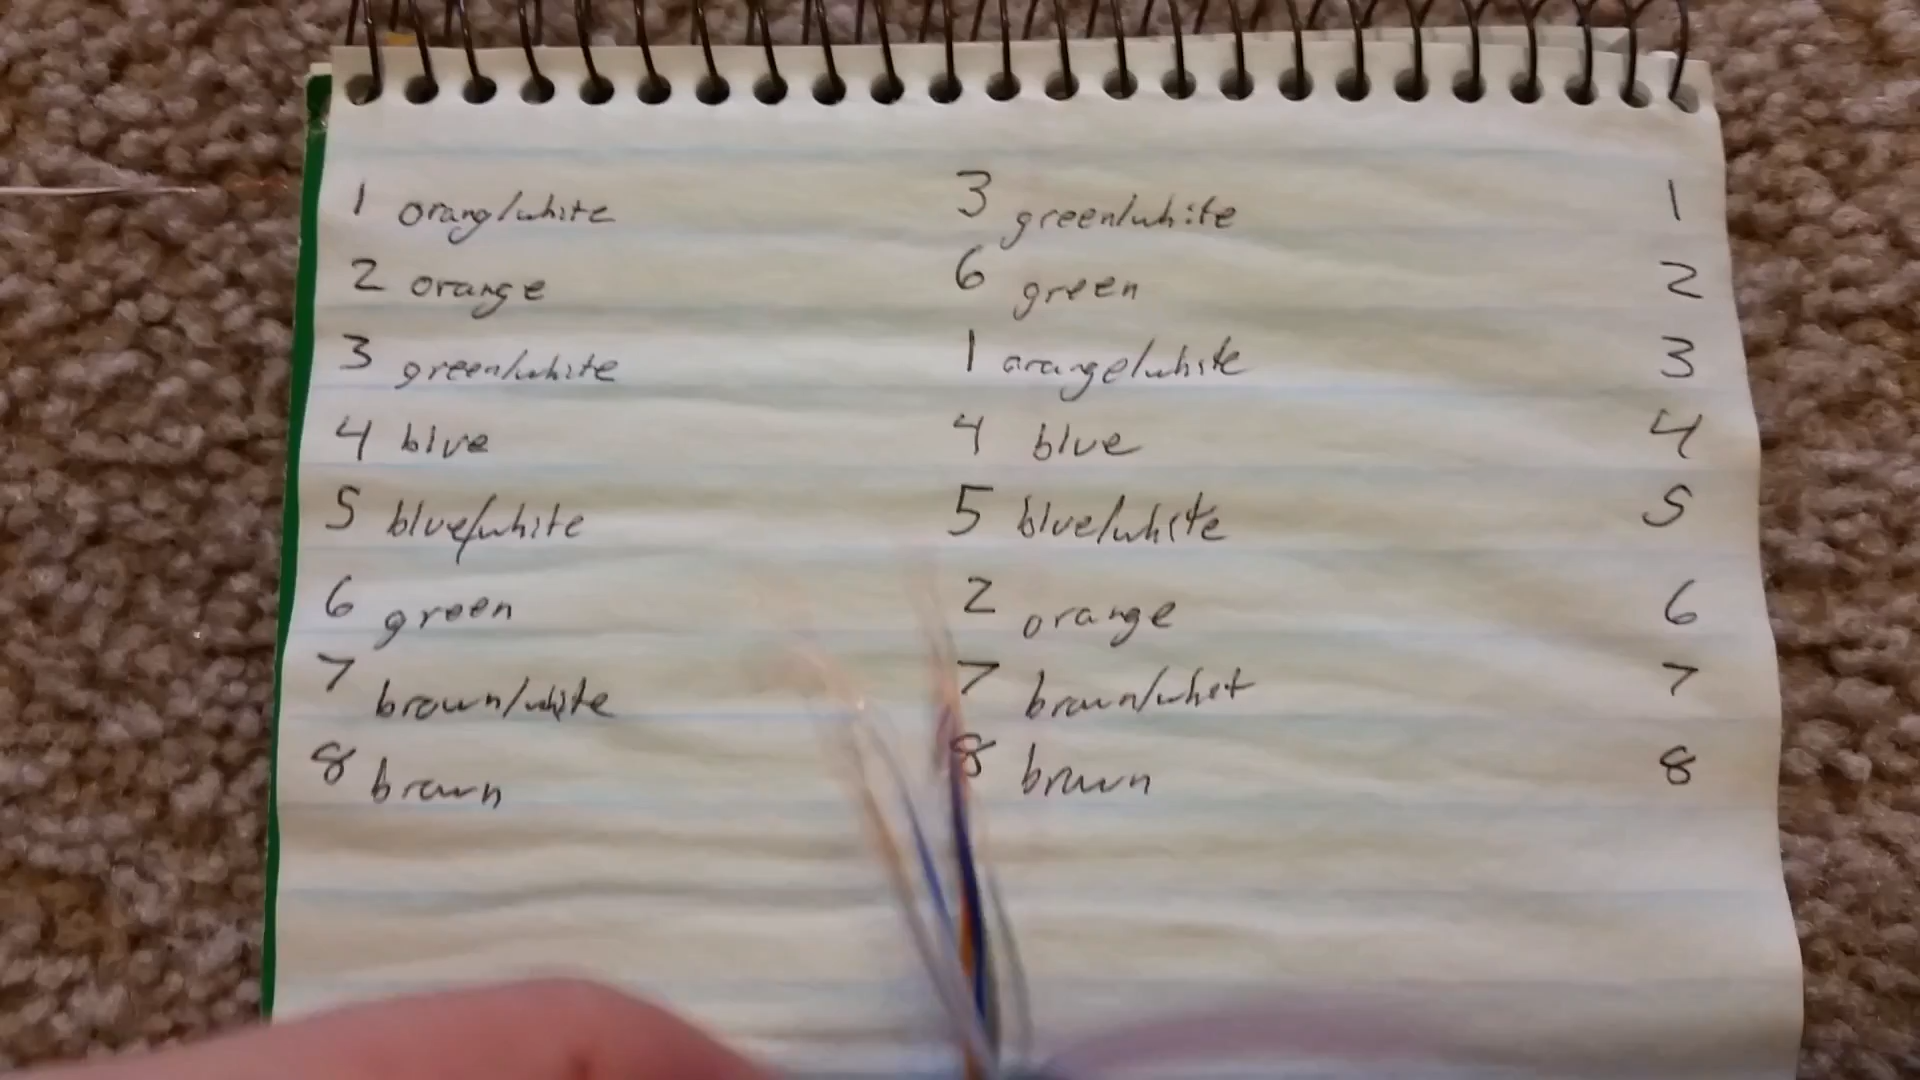 1 orang/white 3 green/white 1
2 orange 6 green 2
3 green/white 1 orange/white 3
4 blue 4 blue 4
5 blue/white 5 blue/white 5
6 green 2 orange 6
7 brown/white 7 brown/whet 7
8 brown 8 brown 8